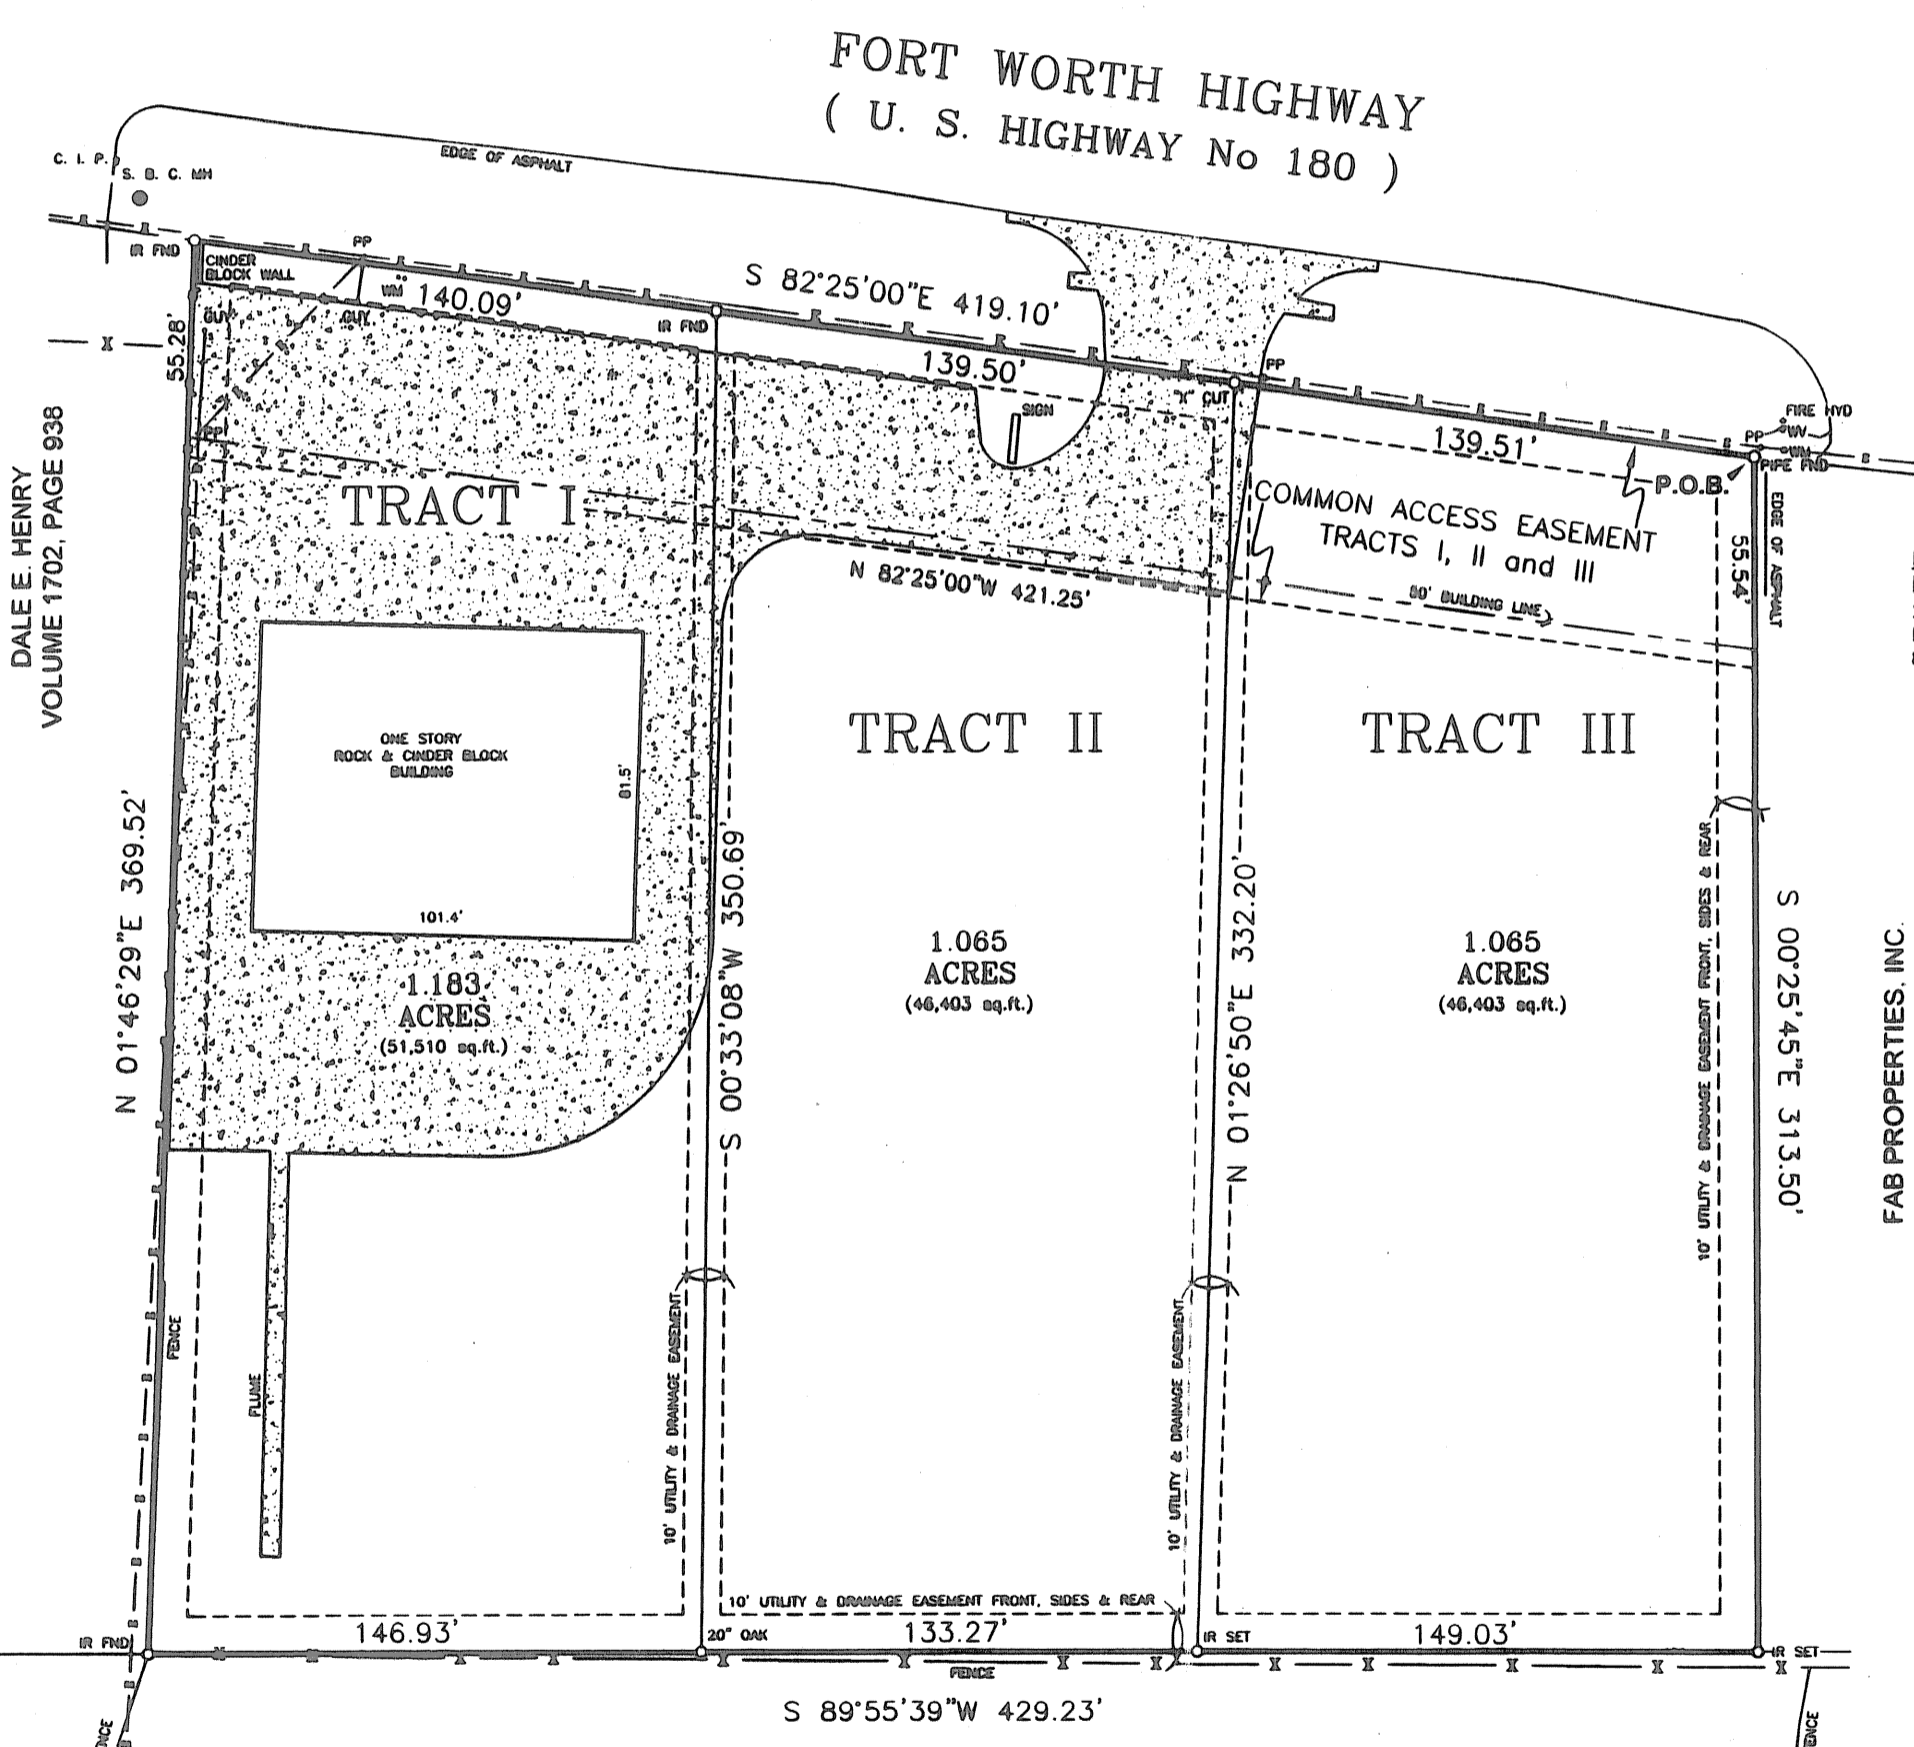 FORT WORTH HIGHWAY
( U. S. HIGHWAY No 180 )
EDGE OF ASPHALT
C. I. P.
S. B. C. MH
IR FND
PP
CINDER
BLOCK WALL
WM
140.09'
GUY
GUY
IR FND
S 82°25'00"E 419.10'
139.50'
SIGN
"X" CUT
PP
139.51'
FIRE HYD
WV
PP
WM
PIPE FND
P.O.B.
55.28'
PP
TRACT I
COMMON ACCESS EASEMENT
TRACTS I, II and III
EDGE OF ASPHALT
55.54'
N 82°25'00"W 421.25'
BUILDING LINE
DALE E. HENRY
VOLUME 1702, PAGE 938
ONE STORY
ROCK & CINDER BLOCK
BUILDING
81.5'
101.4'
TRACT II
TRACT III
N 01°46'29"E 369.52'
1.183
ACRES
(51,510 sq.ft.)
S 00°33'08"W 350.69'
1.065
ACRES
(46,403 sq.ft.)
N 01°26'50"E 332.20'
1.065
ACRES
(46,403 sq.ft.)
10' UTILITY & DRAINAGE EASEMENT FRONT, SIDES & REAR
S 00°25'45"E 313.50'
FAB PROPERTIES, INC.
FENCE
FLUME
10' UTILITY & DRAINAGE EASEMENT
10' UTILITY & DRAINAGE EASEMENT
10' UTILITY & DRAINAGE EASEMENT FRONT, SIDES & REAR
IR FND
146.93'
20" OAK
133.27'
IR SET
149.03'
IR SET
FENCE
S 89°55'39"W 429.23'